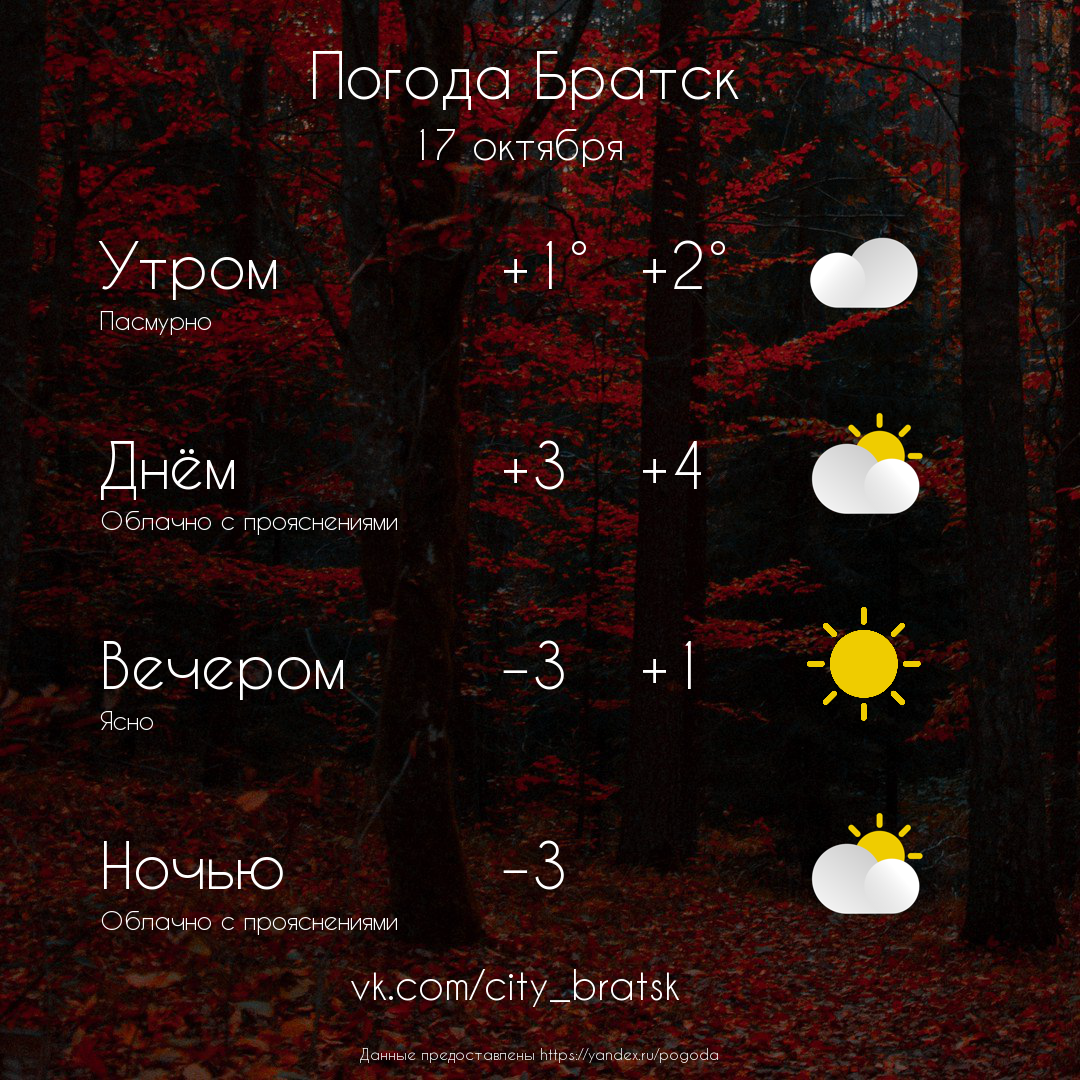 Погода Братск
17 октября
Утром +1° +2°
Пасмурно
Днём +3 +4
Облачно с прояснениями
Вечером -3 +1
Ясно
Ночью -3
Облачно с прояснениями
vk.com/city_bratsk
Данные предоставлены https://yandex.ru/pogoda